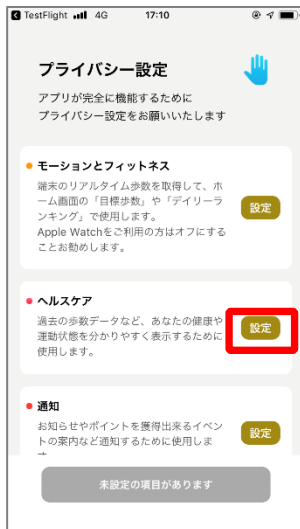 TestFlight 4G 17:10
プライバシー設定
アプリが完全に機能するために
プライバシー設定をお願いいたします
モーションとフィットネス
端末のリアルタイム歩数を取得して、ホ
ーム画面の「目標歩数」や「デイリーラ
ンキング」で使用します。
Apple Watchをご利用の方はオフにする
ことお勧めします。
設定
ヘルスケア
過去の歩数データなど、あなたの健康や
運動状態を分かりやすく表示するために
使用します。
設定
通知
お知らせやポイントを獲得出来るイベン
トの案内など通知するために使用しま
設定
未設定の項目があります